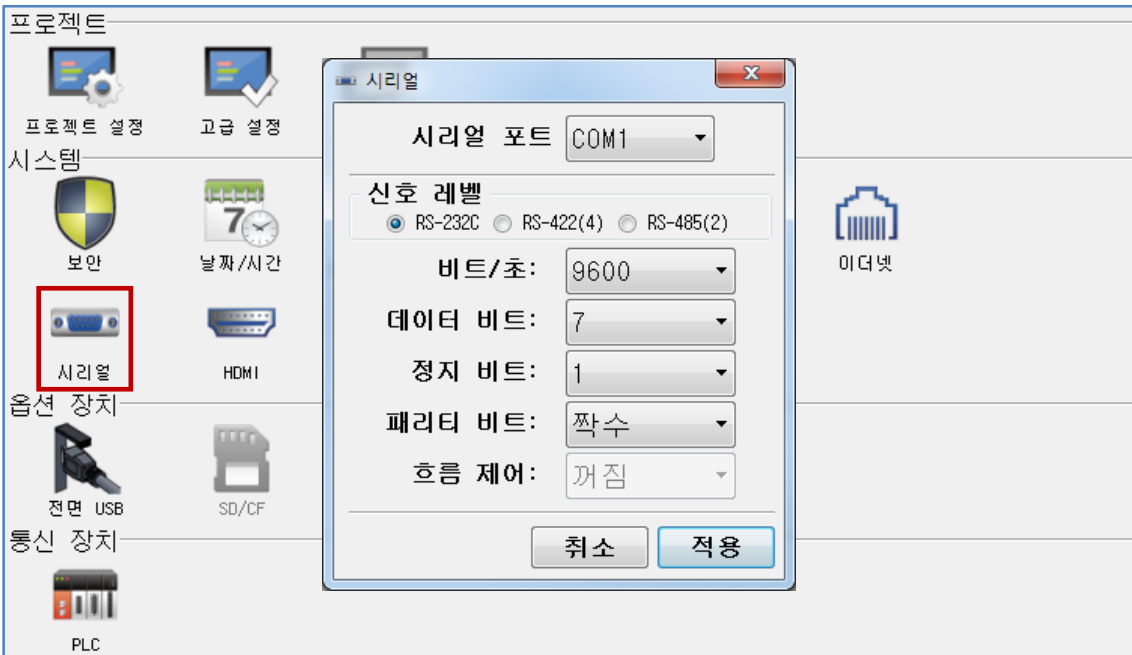 프로젝트
프로젝트 설정
고급 설정
시스템
보안
날짜/시간
7
이더넷
시리얼
HDMI
옵션 장치
전면 USB
SD/CF
통신 장치
PLC
시리얼
시리얼 포트 COM1
신호 레벨
RS-232C RS-422(4) RS-485(2)
비트/초: 9600
데이터 비트: 7
정지 비트: 1
패리티 비트: 짝수
흐름 제어: 꺼짐
취소 적용